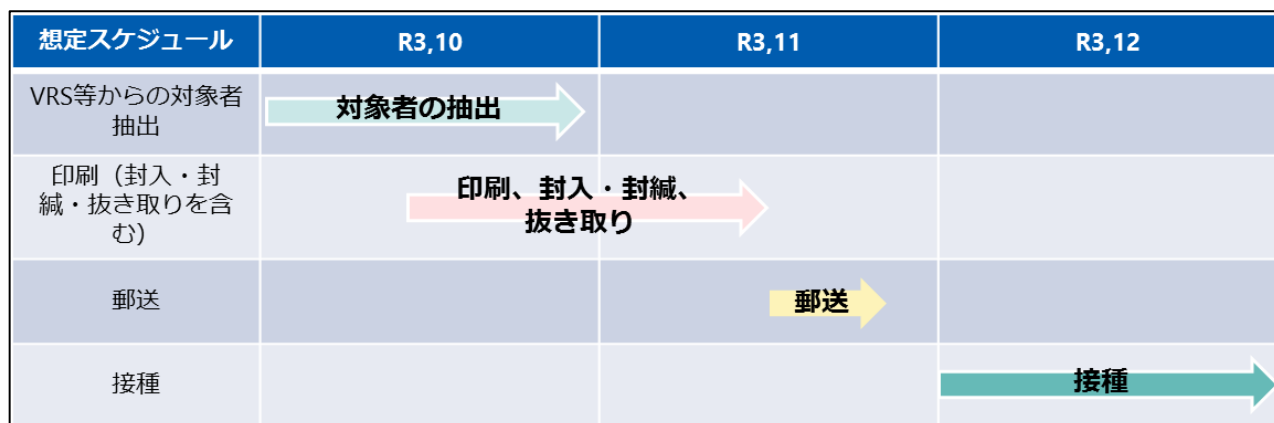 想定スケジュール
R3,10
R3,11
R3,12
VRS等からの対象者
抽出
対象者の抽出
印刷（封入・封
緘・抜き取りを含
む）
印刷、封入・封緘、
抜き取り
郵送
郵送
接種
接種